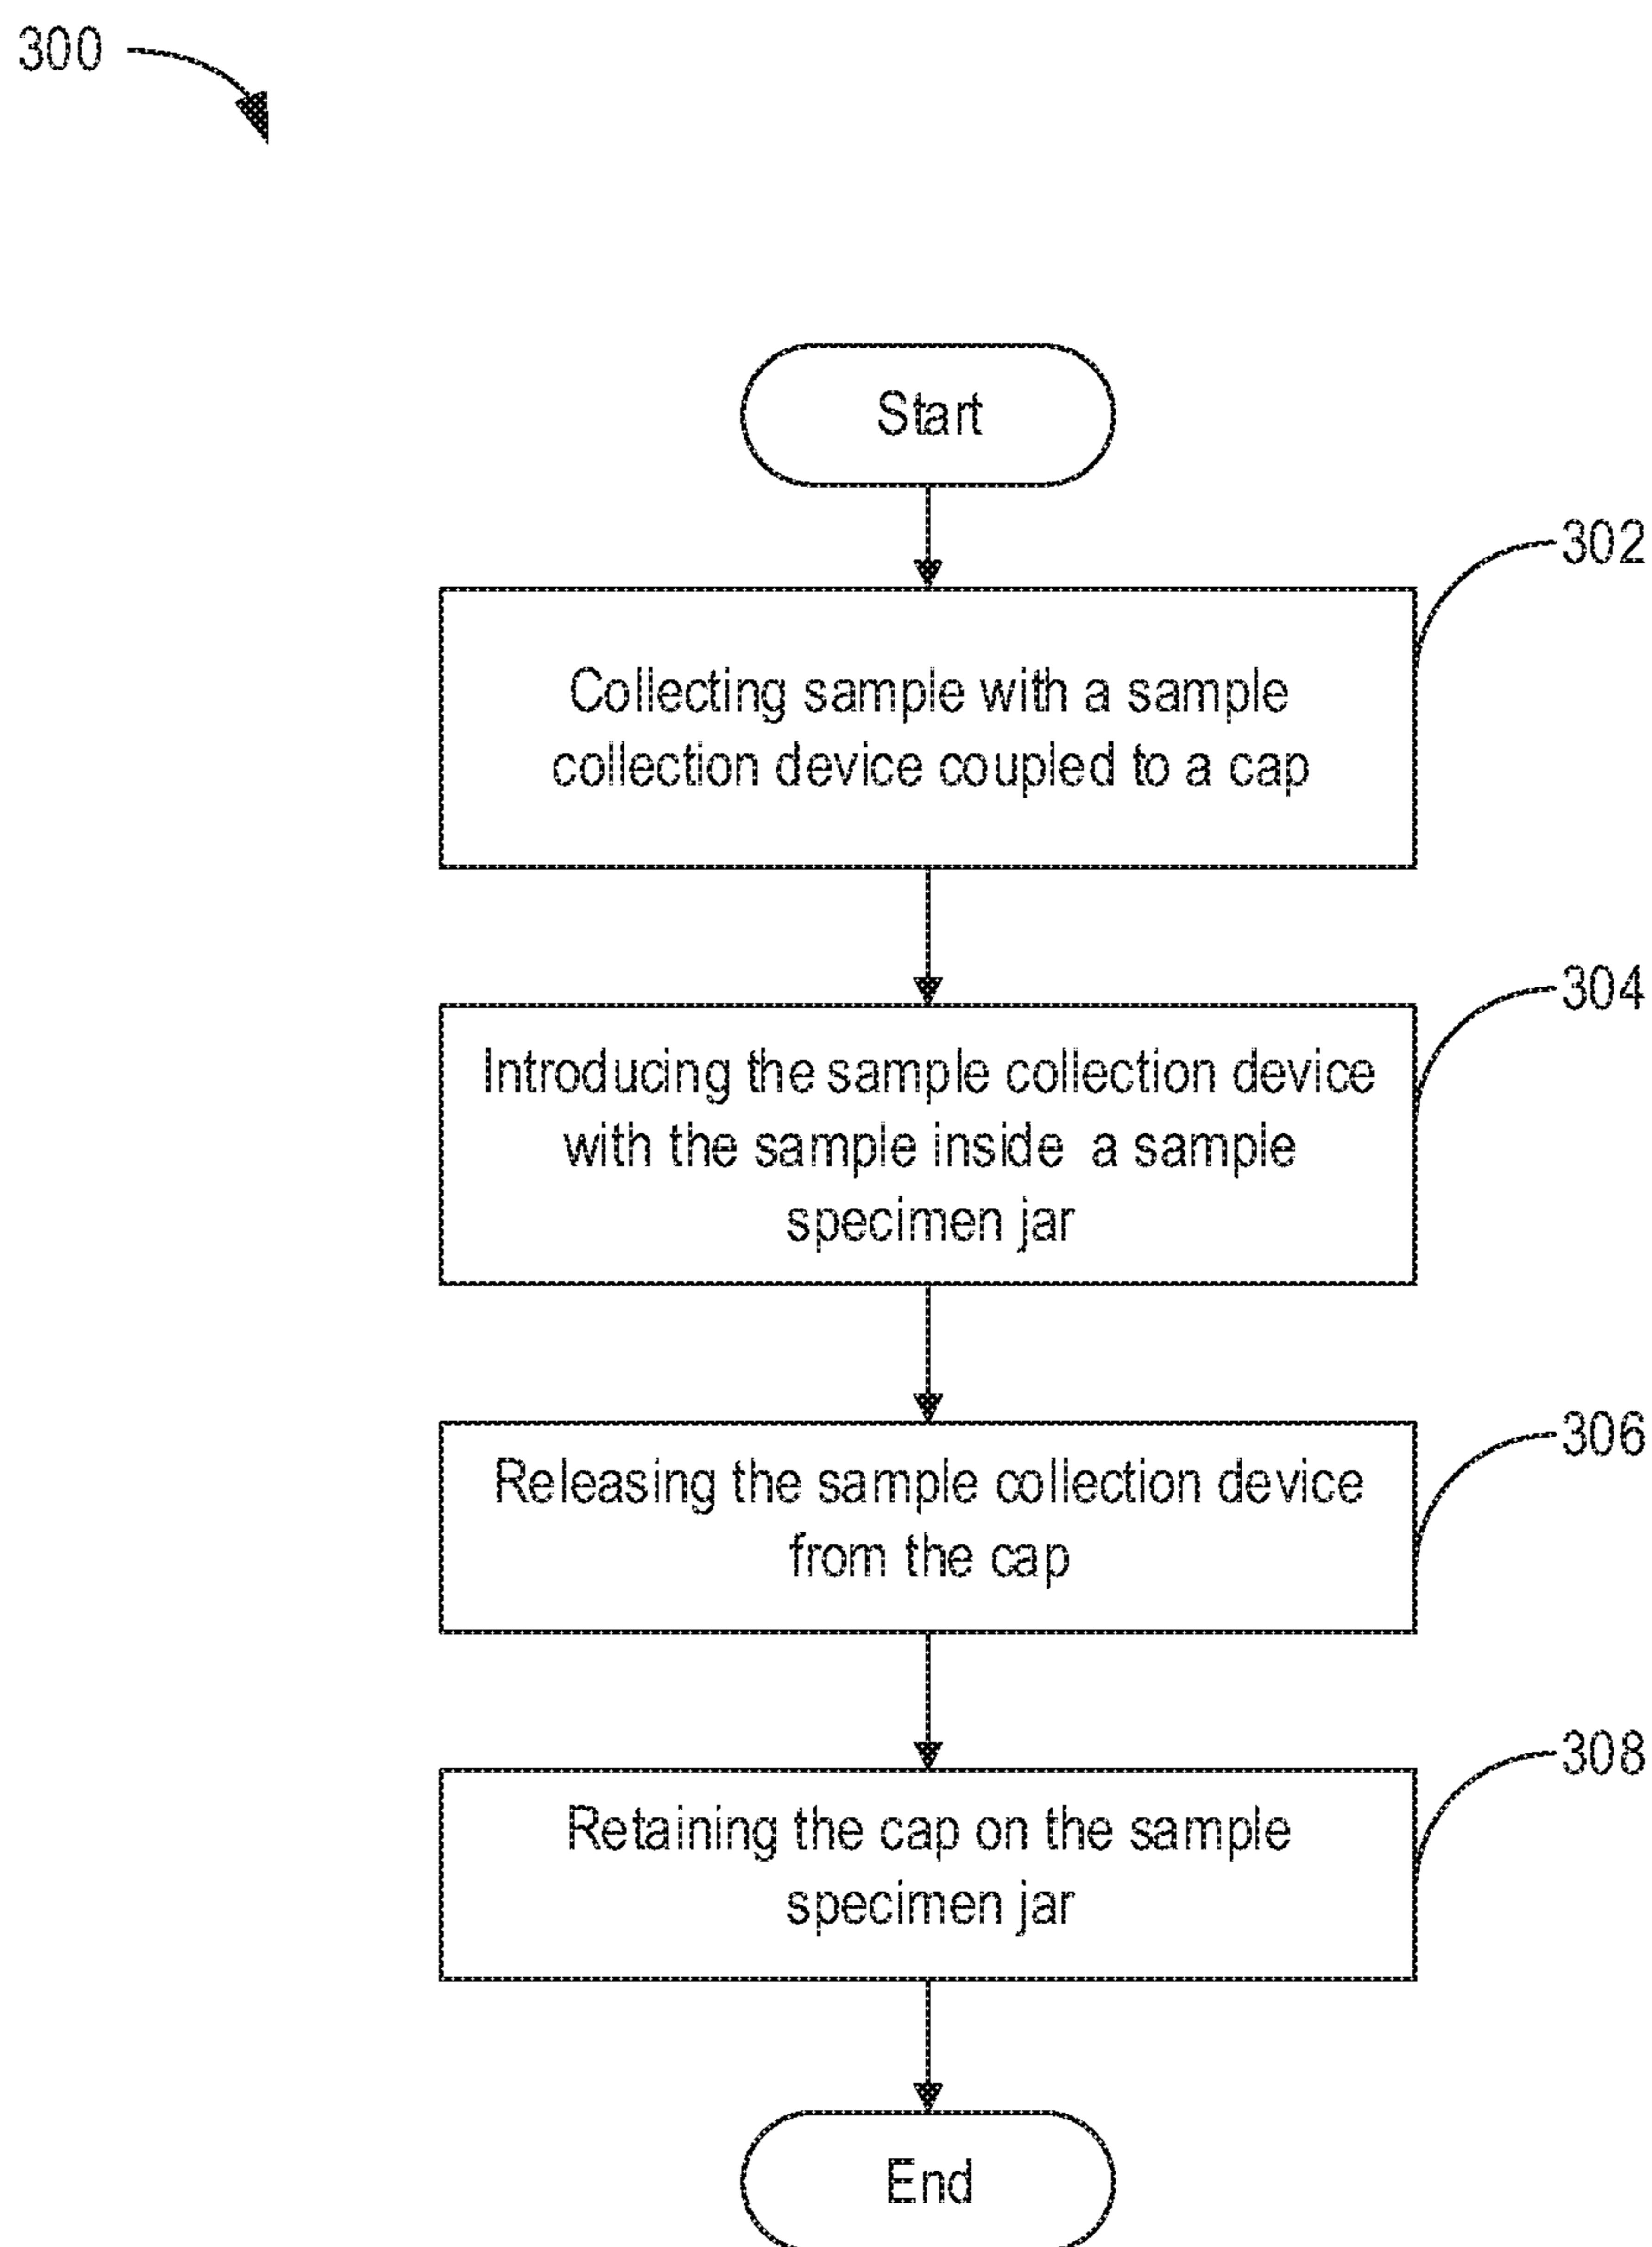 300
Start
302
Collecting sample with a sample
collection device coupled to a cap
304
Introducing the sample collection device
with the sample inside a sample
specimen jar
306
Releasing the sample collection device
from the cap
308
Retaining the cap on the sample
specimen jar
End